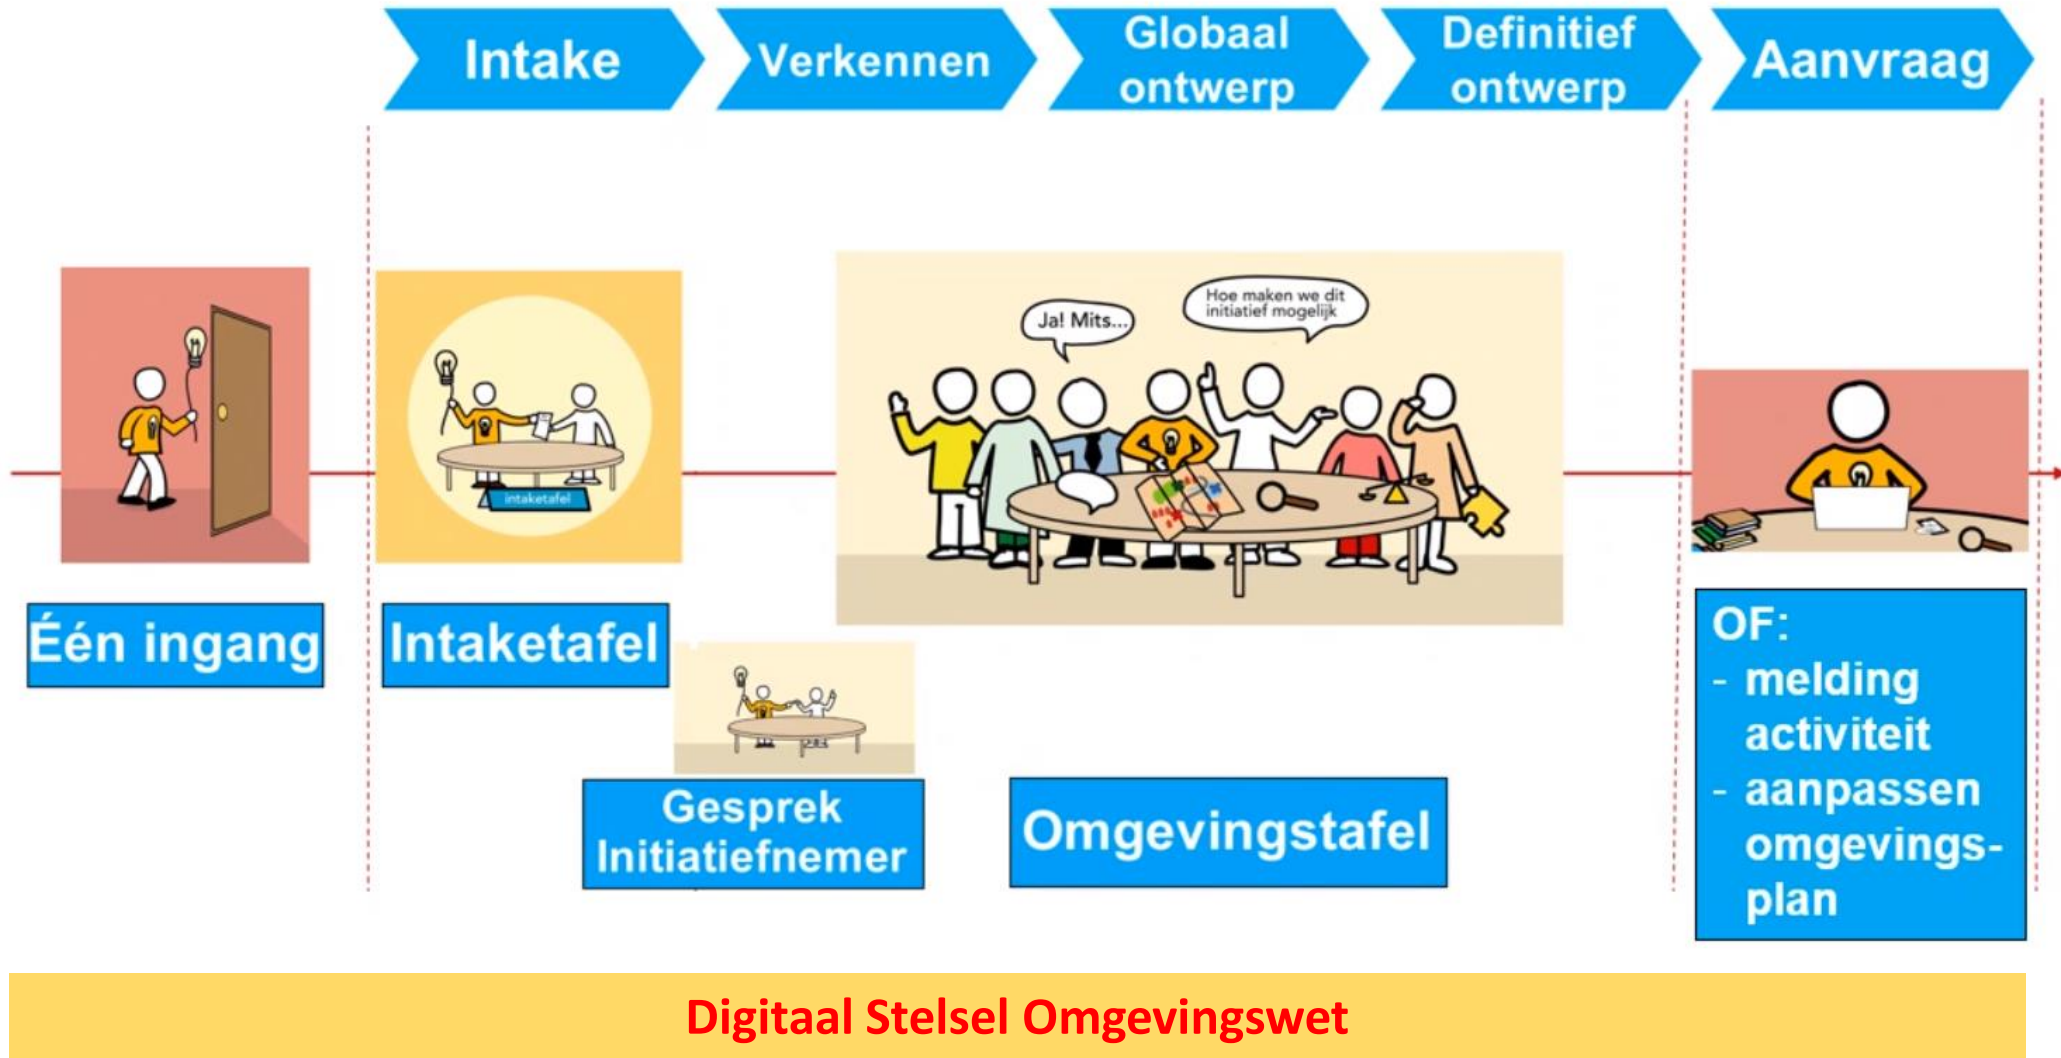 Intake
Verkennen
Globaal
ontwerp
Definitief
ontwerp
Aanvraag
Ja! Mits...
Hoe maken we dit
initiatief mogelijk
intaketafel
Één ingang
Intaketafel
Gesprek
Initiatiefnemer
Omgevingstafel
OF:
- melding
activiteit
- aanpassen
omgevings-
plan
Digitaal Stelsel Omgevingswet